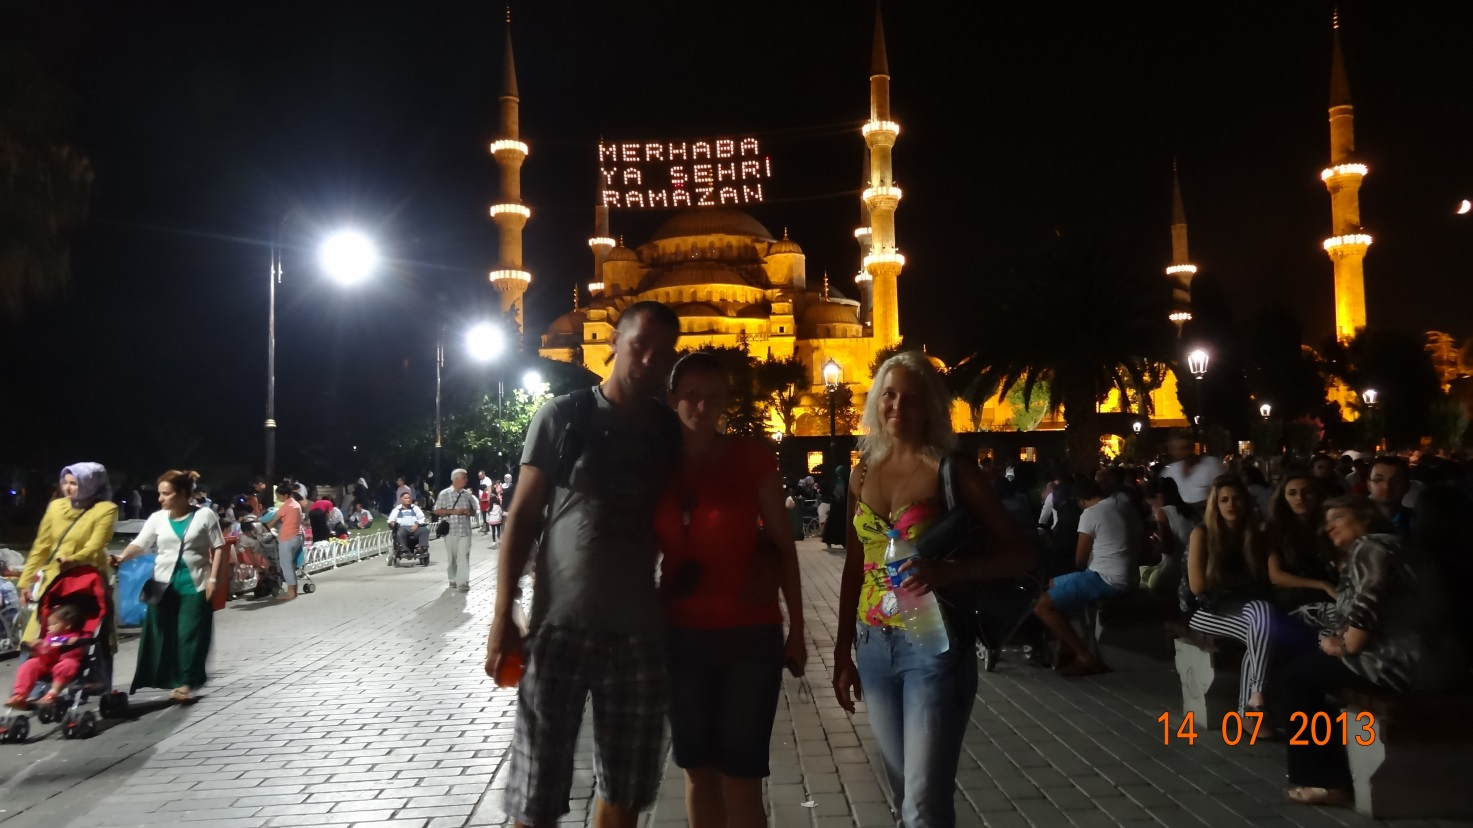 MERHABA
YA ŞEHRİ
RAMAZAN
14 07 2013